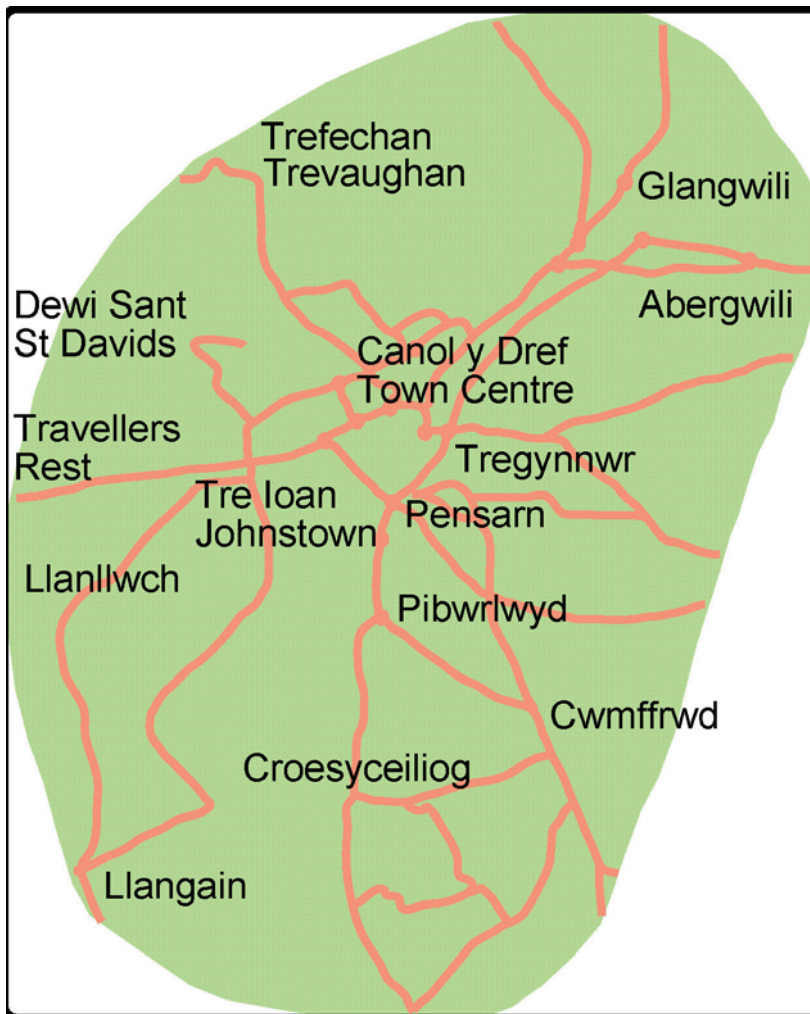 Trefechan
Trevaughan
Glangwili
Dewi Sant
St Davids
Abergwili
Canol y Dref
Town Centre
Travellers
Rest
Tregynnwr
Tre Ioan
Johnstown
Pensarn
Llanllwch
Pibwrlwyd
Cwmffrwd
Croesyceiliog
Llangain